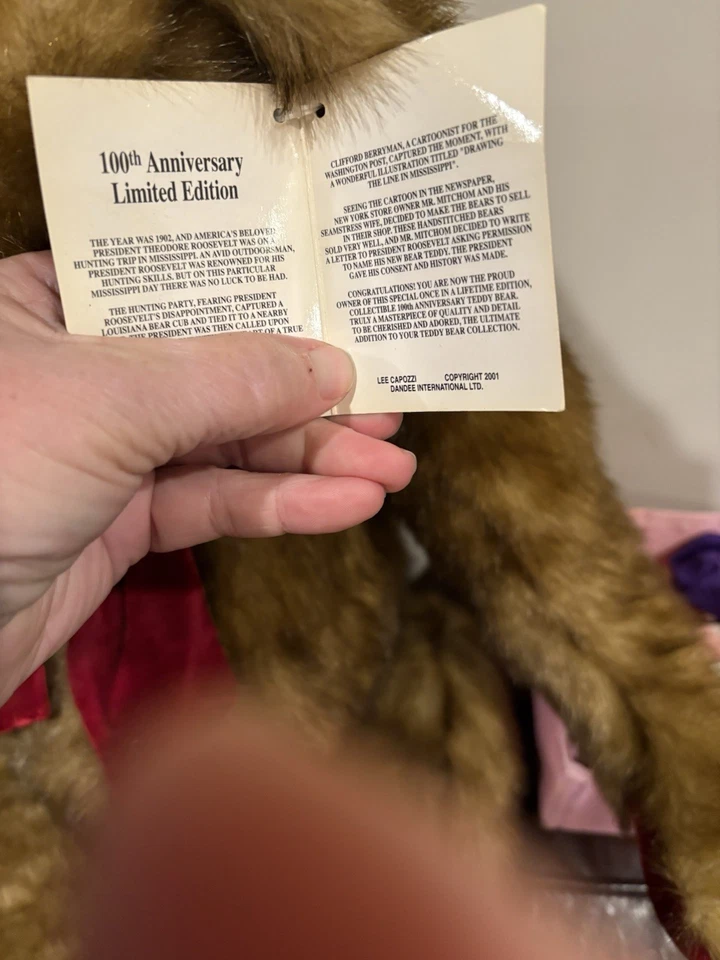 100th Anniversary
Limited Edition
THE YEAR WAS 1902, AND AMERICA'S BELOVED
PRESIDENT THEODORE ROOSEVELT WAS ON A
HUNTING TRIP IN MISSISSIPPI. AN AVID OUTDOORSMAN,
PRESIDENT ROOSEVELT WAS RENOWNED FOR HIS
HUNTING SKILLS. BUT ON THIS PARTICULAR
MISSISSIPPI DAY THERE WAS NO LUCK TO BE HAD.
THE HUNTING PARTY, FEARING PRESIDENT
ROOSEVELT'S DISAPPOINTMENT, CAPTURED A
LOUISIANA BEAR CUB AND TIED IT TO A NEARBY
PRESIDENT WAS THEN CALLED UPON
OF A TRUE
CLIFFORD BERRYMAN, A CARTOONIST FOR THE
WASHINGTON POST, CAPTURED THE MOMENT, WITH
A WONDERFUL ILLUSTRATION TITLED "DRAWING
THE LINE IN MISSISSIPPI".
SEEING THE CARTOON IN THE NEWSPAPER,
NEW YORK STORE OWNER MR. MITCHOM AND HIS
SEAMSTRESS WIFE, DECIDED TO MAKE THE BEARS TO SELL
IN THEIR SHOP. THESE HANDSTITCHED BEARS
SOLD VERY WELL, AND MR. MITCHOM DECIDED TO WRITE
A LETTER TO PRESIDENT ROOSEVELT ASKING PERMISSION
TO NAME HIS NEW BEAR TEDDY. THE PRESIDENT
GAVE HIS CONSENT AND HISTORY WAS MADE.
CONGRATULATIONS! YOU ARE NOW THE PROUD
OWNER OF THIS SPECIAL ONCE IN A LIFETIME EDITION,
COLLECTIBLE 100th ANNIVERSARY TEDDY BEAR.
TRULY A MASTERPIECE OF QUALITY AND DETAIL
TO BE CHERISHED AND ADORED, THE ULTIMATE
ADDITION TO YOUR TEDDY BEAR COLLECTION.
LEE CAPOZZI COPYRIGHT 2001
DANDEE INTERNATIONAL LTD.